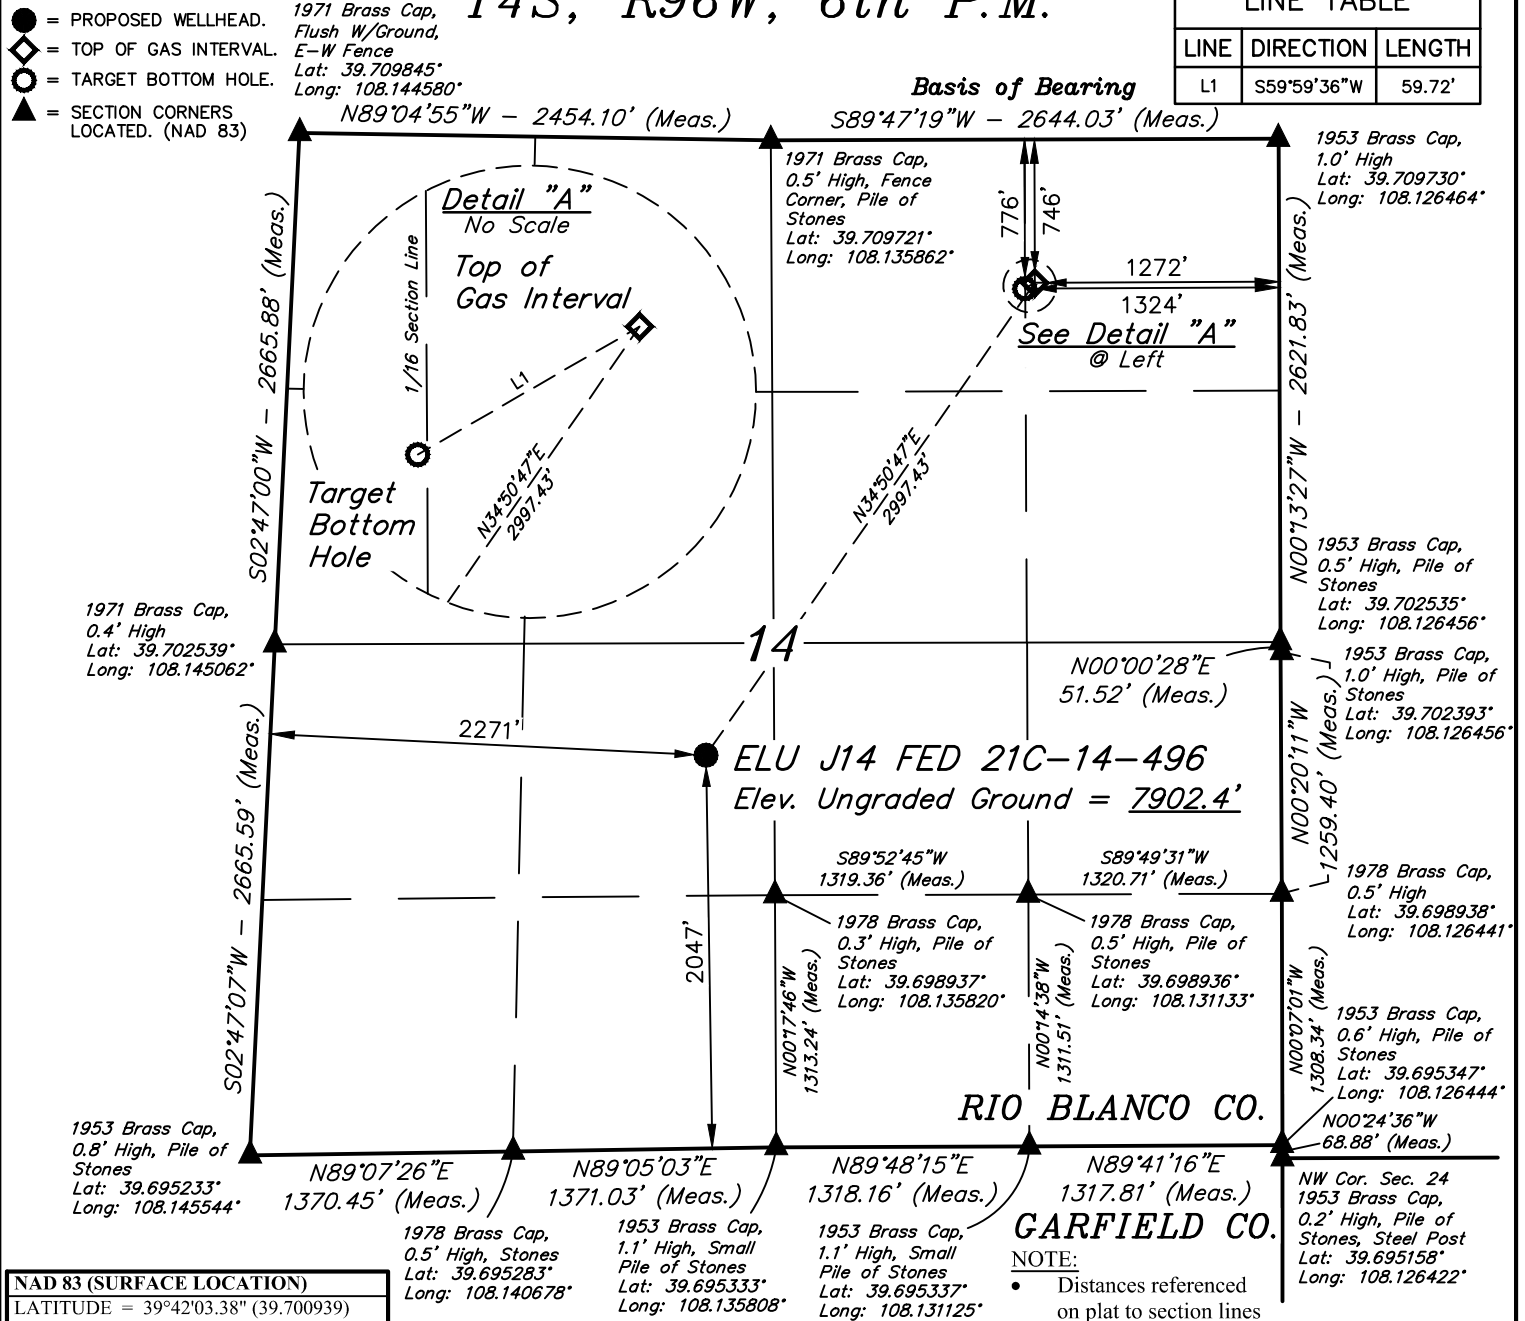 T4S, R96W, 6th P.M.
= PROPOSED WELLHEAD.
= TOP OF GAS INTERVAL.
= TARGET BOTTOM HOLE.
= SECTION CORNERS
LOCATED. (NAD 83)
1971 Brass Cap,
Flush W/Ground,
E-W Fence
Lat: 39.709845°
Long: 108.144580°
LINE TABLE
LINE DIRECTION LENGTH
L1 S59°59'36"W 59.72'
Basis of Bearing
N89°04'55"W - 2454.10' (Meas.)
S89°47'19"W - 2644.03' (Meas.)
1971 Brass Cap,
0.5' High, Fence
Corner, Pile of
Stones
Lat: 39.709721°
Long: 108.135862°
1953 Brass Cap,
1.0' High
Lat: 39.709730°
Long: 108.126464°
Detail "A"
No Scale
Top of
Gas Interval
1/16 Section Line
L1
Target
Bottom
Hole
N34°50'47"E
2997.43'
776'
746'
1272'
1324'
See Detail "A"
@ Left
N34°50'47"E
2997.43'
S02°47'00"W - 2665.88' (Meas.)
N00°13'27"W - 2621.83' (Meas.)
1971 Brass Cap,
0.4' High
Lat: 39.702539°
Long: 108.145062°
14
1953 Brass Cap,
0.5' High, Pile of
Stones
Lat: 39.702535°
Long: 108.126456°
N00°00'28"E
51.52' (Meas.)
1953 Brass Cap,
1.0' High, Pile of
Stones
Lat: 39.702393°
Long: 108.126456°
2271'
ELU J14 FED 21C-14-496
Elev. Ungraded Ground = 7902.4'
S02°47'07"W - 2665.59' (Meas.)
N00°20'11"W
1259.40' (Meas.)
S89°52'45"W
1319.36' (Meas.)
S89°49'31"W
1320.71' (Meas.)
1978 Brass Cap,
0.5' High
Lat: 39.698938°
Long: 108.126441°
2047'
1978 Brass Cap,
0.3' High, Pile of
Stones
Lat: 39.698937°
Long: 108.135820°
1978 Brass Cap,
0.5' High, Pile of
Stones
Lat: 39.698936°
Long: 108.131133°
N00°17'46"W
1313.24' (Meas.)
N00°14'38"W
1311.51' (Meas.)
N00°07'01"W
1308.34' (Meas.)
1953 Brass Cap,
0.6' High, Pile of
Stones
Lat: 39.695347°
Long: 108.126444°
RIO BLANCO CO.
N00°24'36"W
68.88' (Meas.)
1953 Brass Cap,
0.8' High, Pile of
Stones
Lat: 39.695233°
Long: 108.145544°
N89°07'26"E
1370.45' (Meas.)
N89°05'03"E
1371.03' (Meas.)
N89°48'15"E
1318.16' (Meas.)
N89°41'16"E
1317.81' (Meas.)
GARFIELD CO.
NW Cor. Sec. 24
1953 Brass Cap,
0.2' High, Pile of
Stones, Steel Post
Lat: 39.695158°
Long: 108.126422°
1978 Brass Cap,
0.5' High, Stones
Lat: 39.695283°
Long: 108.140678°
1953 Brass Cap,
1.1' High, Small
Pile of Stones
Lat: 39.695333°
Long: 108.135808°
1953 Brass Cap,
1.1' High, Small
Pile of Stones
Lat: 39.695337°
Long: 108.131125°
NOTE:
• Distances referenced
on plat to section lines
NAD 83 (SURFACE LOCATION)
LATITUDE = 39°42'03.38" (39.700939)